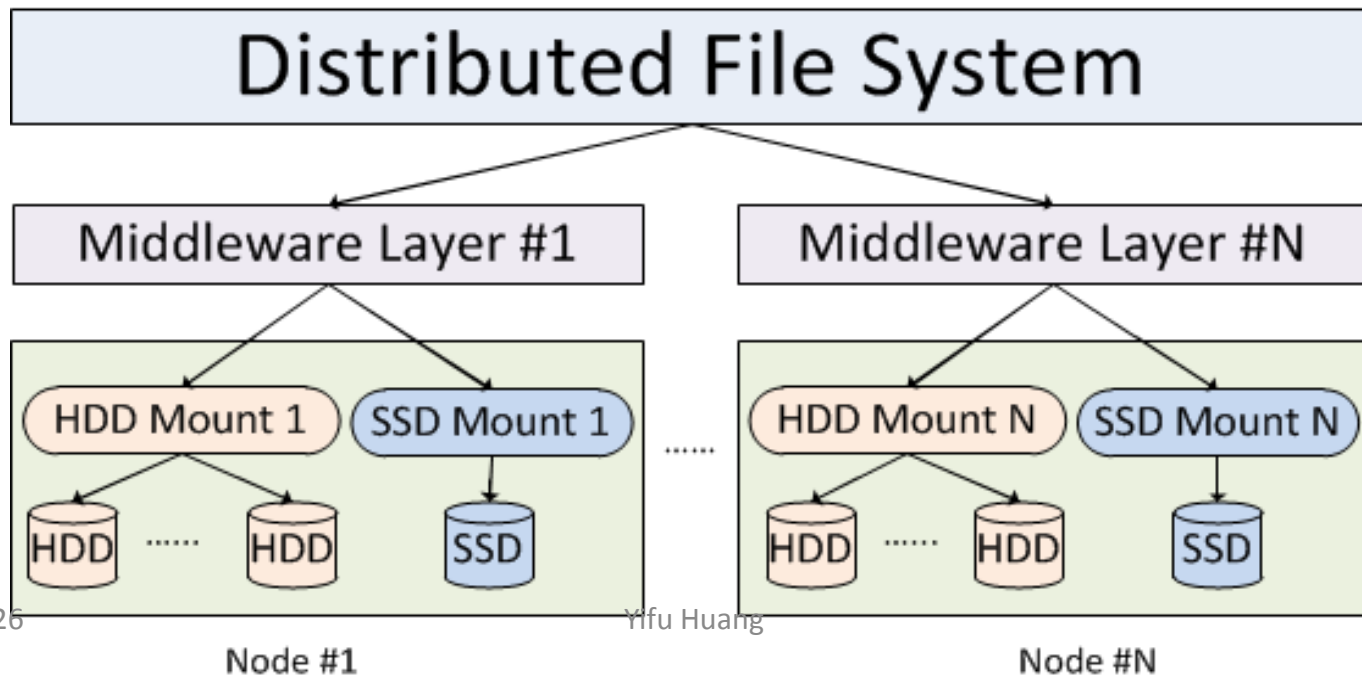 Distributed File System
Middleware Layer #1
Middleware Layer #N
HDD Mount 1
SSD Mount 1
......
HDD Mount N
SSD Mount N
HDD
......
HDD
SSD
HDD
......
HDD
SSD
26
Yifu Huang
Node #1
Node #N